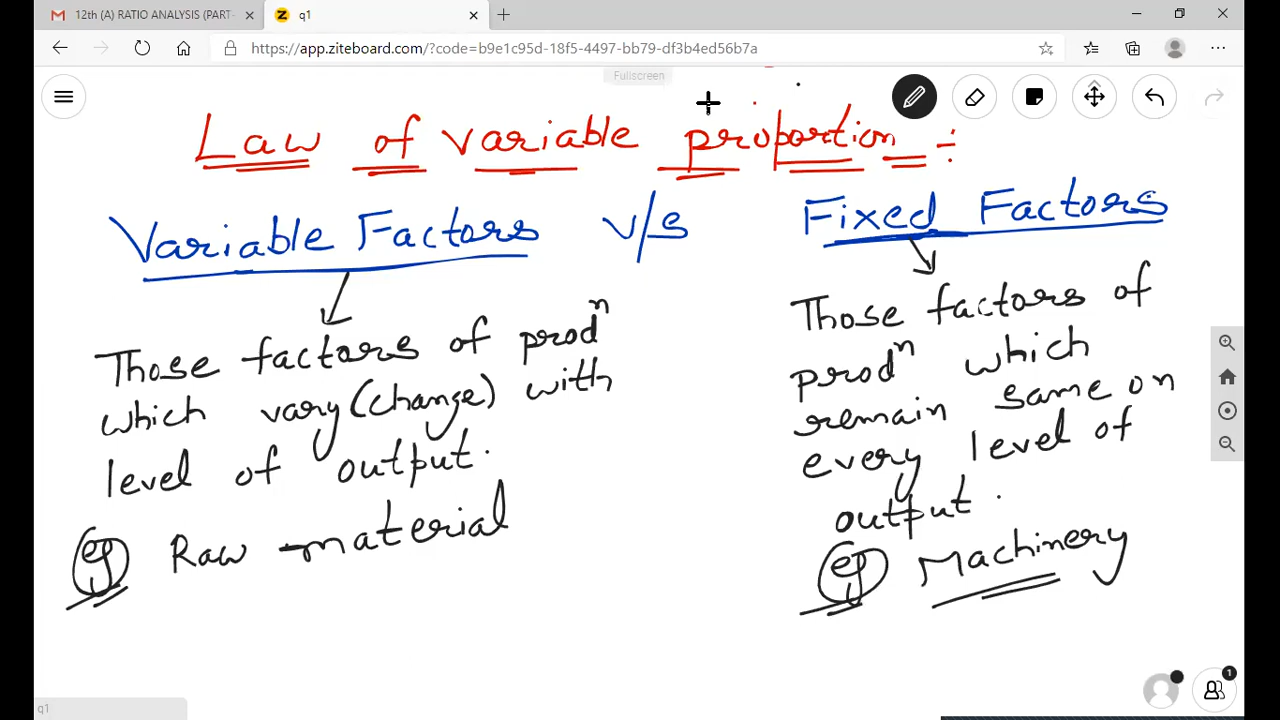 12th (A) RATIO ANALYSIS (PART-
q1
https://app.ziteboard.com/?code=b9e1c95d-18f5-4497-bb79-df3b4ed56b7a
Fullscreen
Law of variable proportion :-
Variable Factors v/s Fixed Factors
Those factors of prodⁿ
which vary (change) with
level of output.
eg Raw material
Those factors of
prodⁿ which
remain same on
every level of
output.
eg Machinery
1
q1